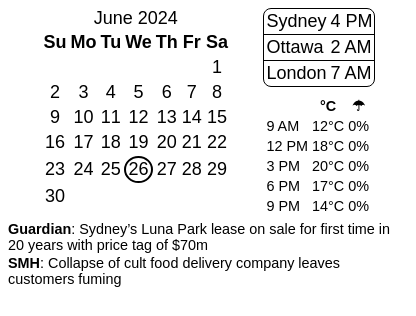 June 2024
Su Mo Tu We Th Fr Sa
1
2 3 4 5 6 7 8
9 10 11 12 13 14 15
16 17 18 19 20 21 22
23 24 25 26 27 28 29
30
Sydney 4 PM
Ottawa 2 AM
London 7 AM
°C ☂
9 AM 12°C 0%
12 PM 18°C 0%
3 PM 20°C 0%
6 PM 17°C 0%
9 PM 14°C 0%
Guardian: Sydney’s Luna Park lease on sale for first time in
20 years with price tag of $70m
SMH: Collapse of cult food delivery company leaves
customers fuming